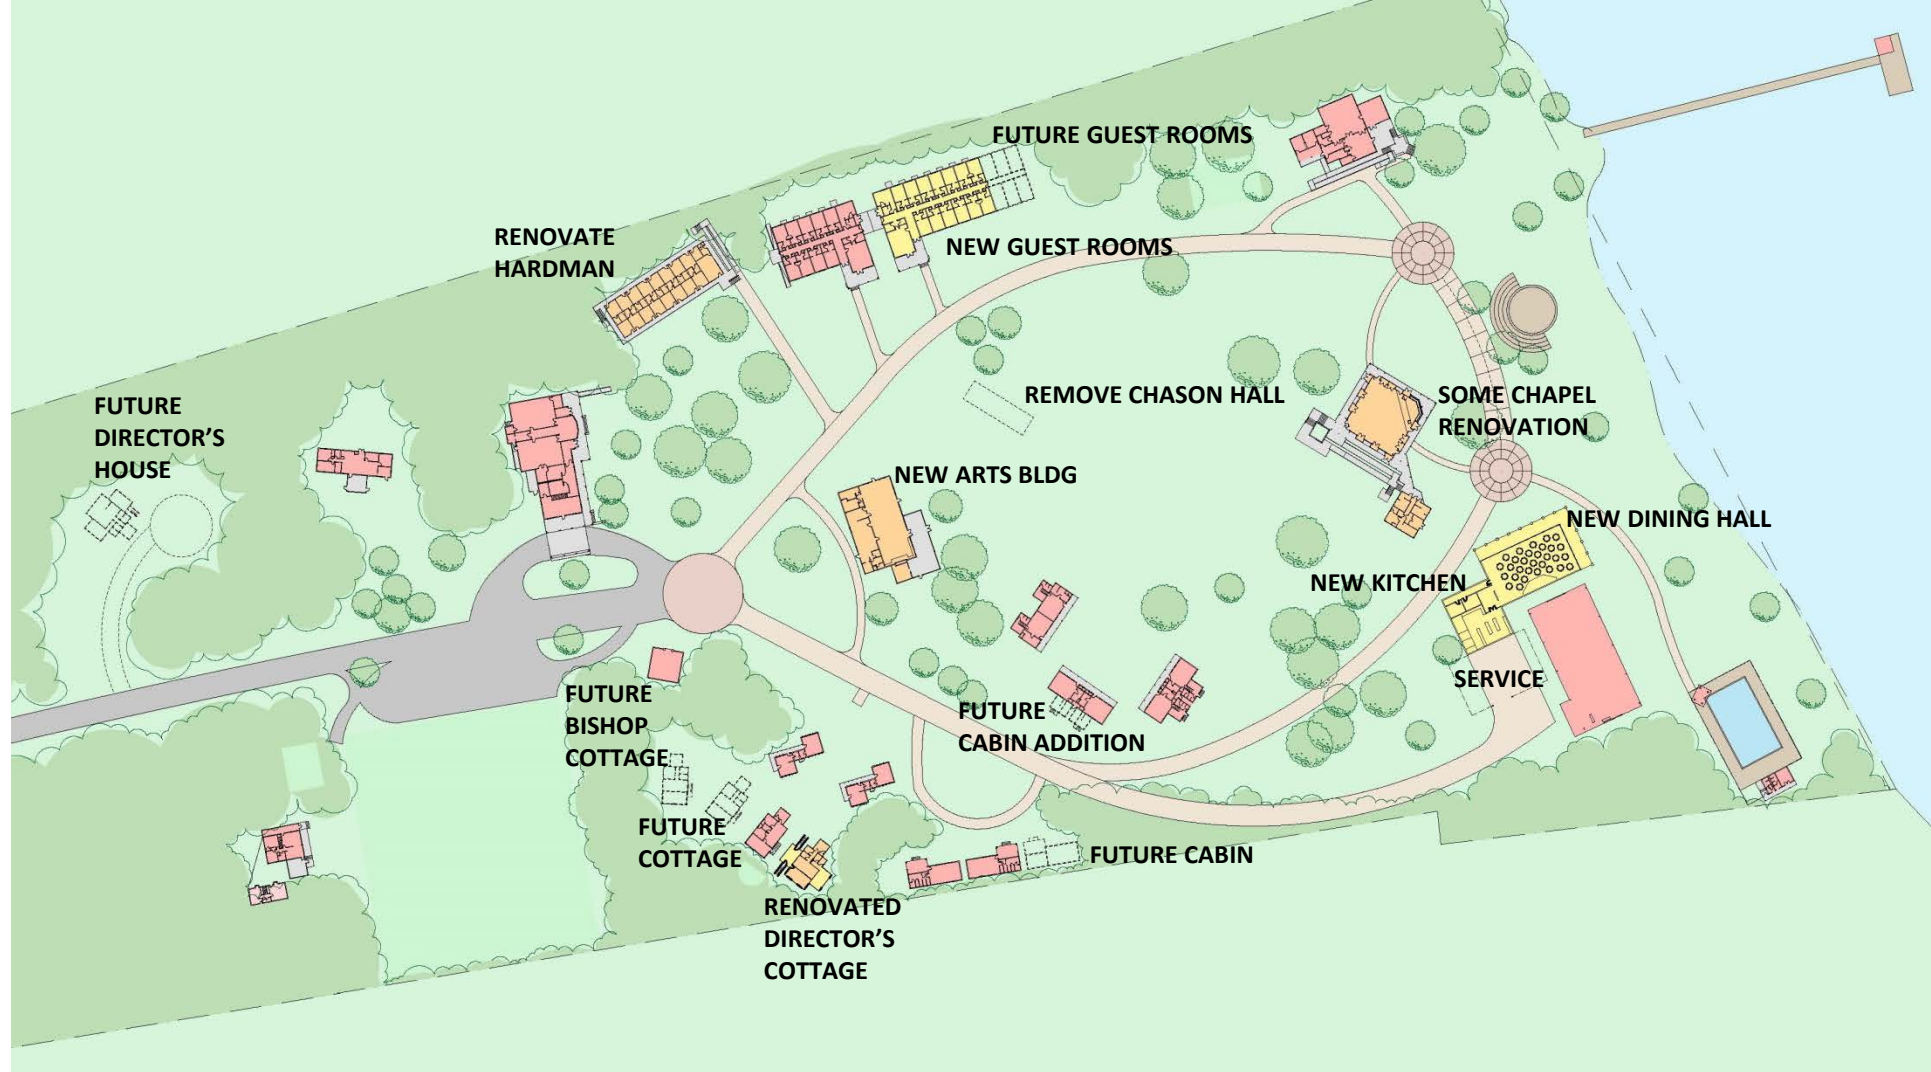 FUTURE GUEST ROOMS
RENOVATE
HARDMAN
NEW GUEST ROOMS
FUTURE
DIRECTOR'S
HOUSE
REMOVE CHASON HALL
SOME CHAPEL
RENOVATION
NEW ARTS BLDG
NEW DINING HALL
NEW KITCHEN
SERVICE
FUTURE
BISHOP
COTTAGE
FUTURE
CABIN ADDITION
FUTURE
COTTAGE
FUTURE CABIN
RENOVATED
DIRECTOR'S
COTTAGE